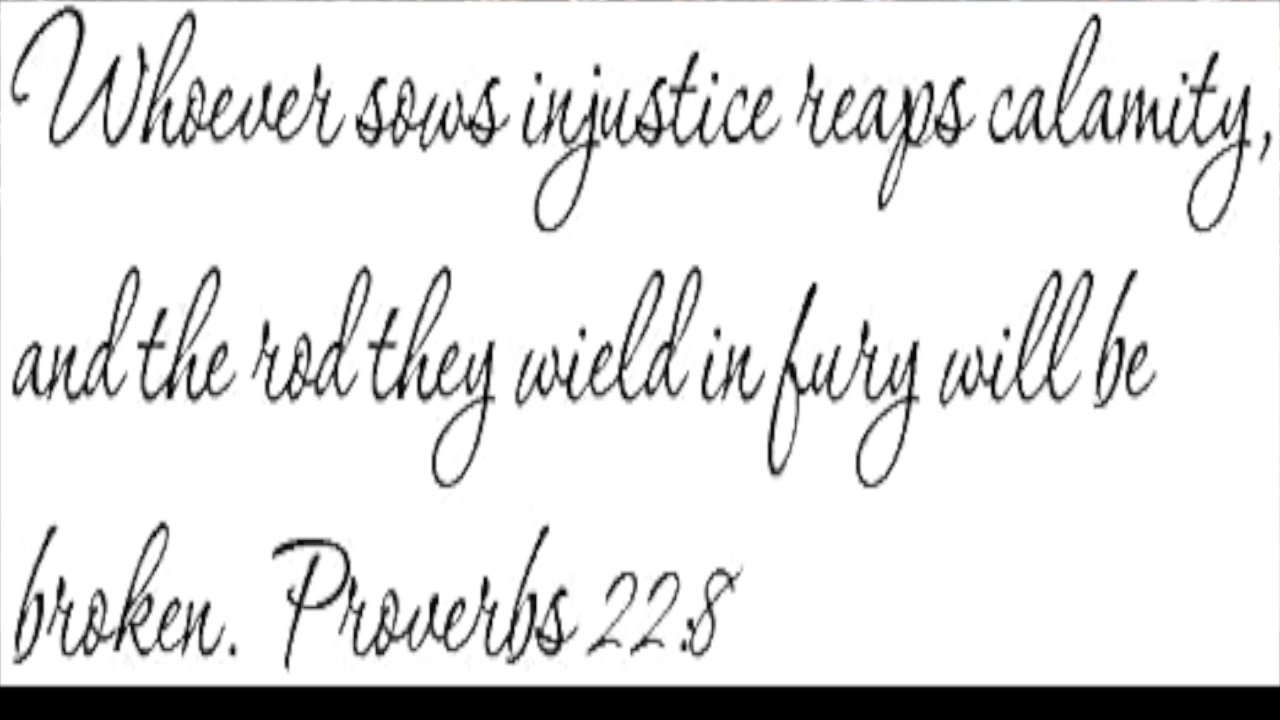 Whoever sows injustice reaps calamity,
and the rod they wield in fury will be
broken. Proverbs 22:8